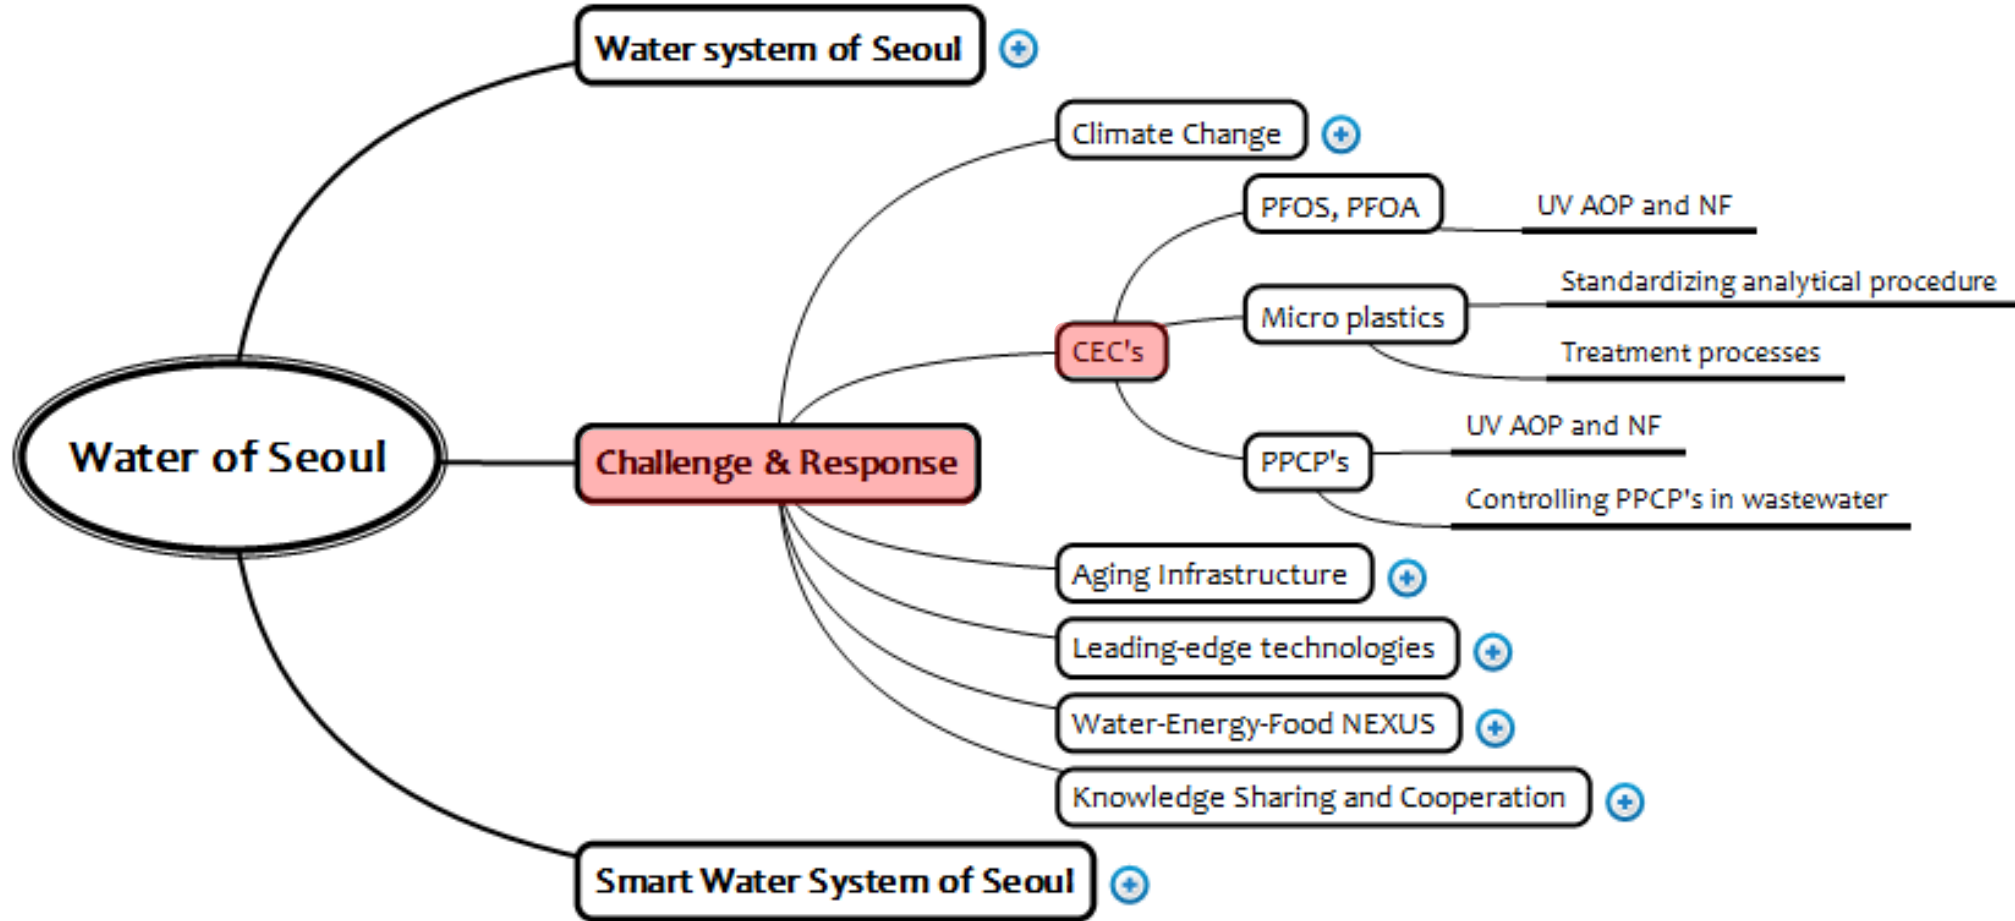 Water system of Seoul
Climate Change
PFOS, PFOA
UV AOP and NF
Standardizing analytical procedure
Micro plastics
CEC's
Treatment processes
UV AOP and NF
PPCP's
Controlling PPCP's in wastewater
Water of Seoul
Challenge & Response
Aging Infrastructure
Leading-edge technologies
Water-Energy-Food NEXUS
Knowledge Sharing and Cooperation
Smart Water System of Seoul